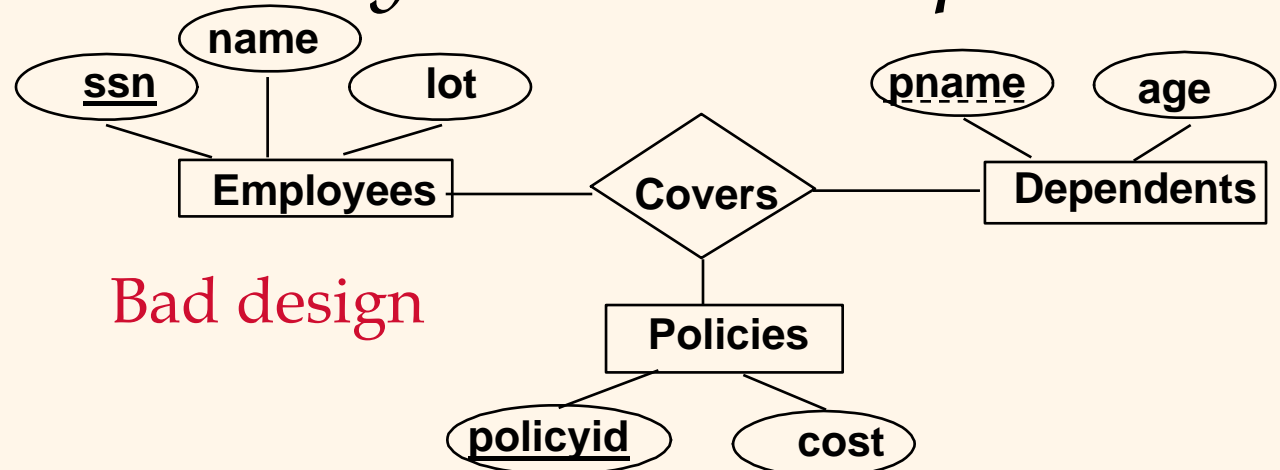 name
ssn
lot
pname
age
Employees
Covers
Dependents
Bad design
Policies
policyid
cost